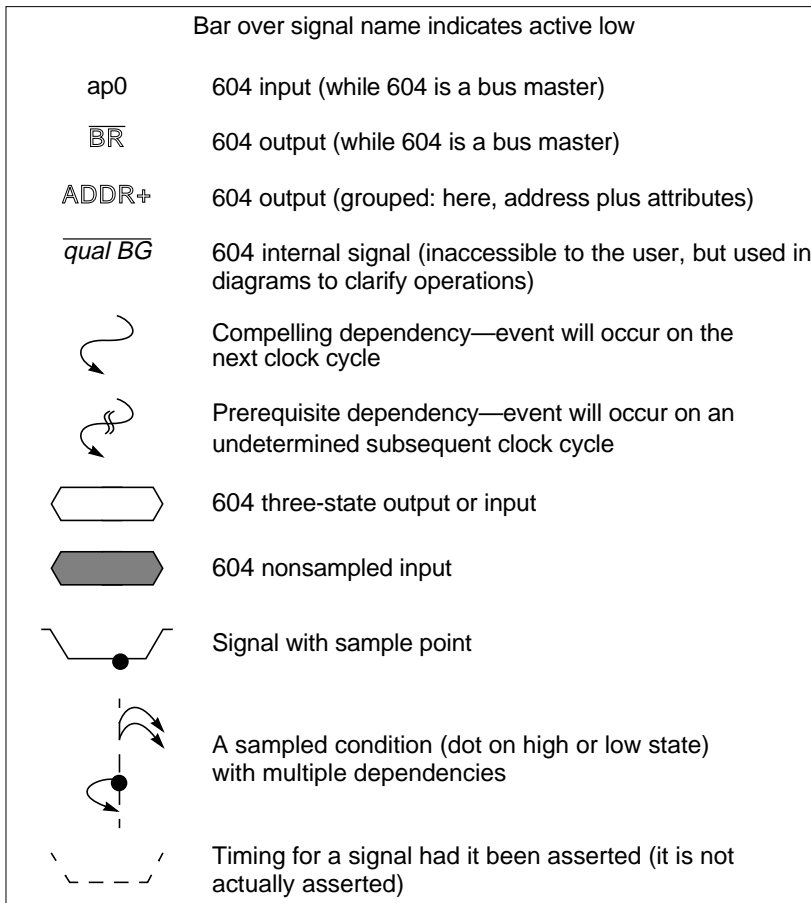 Bar over signal name indicates active low
ap0 604 input (while 604 is a bus master)
BR 604 output (while 604 is a bus master)
ADDR+ 604 output (grouped: here, address plus attributes)
qual BG 604 internal signal (inaccessible to the user, but used in
diagrams to clarify operations)
Compelling dependency—event will occur on the
next clock cycle
Prerequisite dependency—event will occur on an
undetermined subsequent clock cycle
604 three-state output or input
604 nonsampled input
Signal with sample point
A sampled condition (dot on high or low state)
with multiple dependencies
Timing for a signal had it been asserted (it is not
actually asserted)